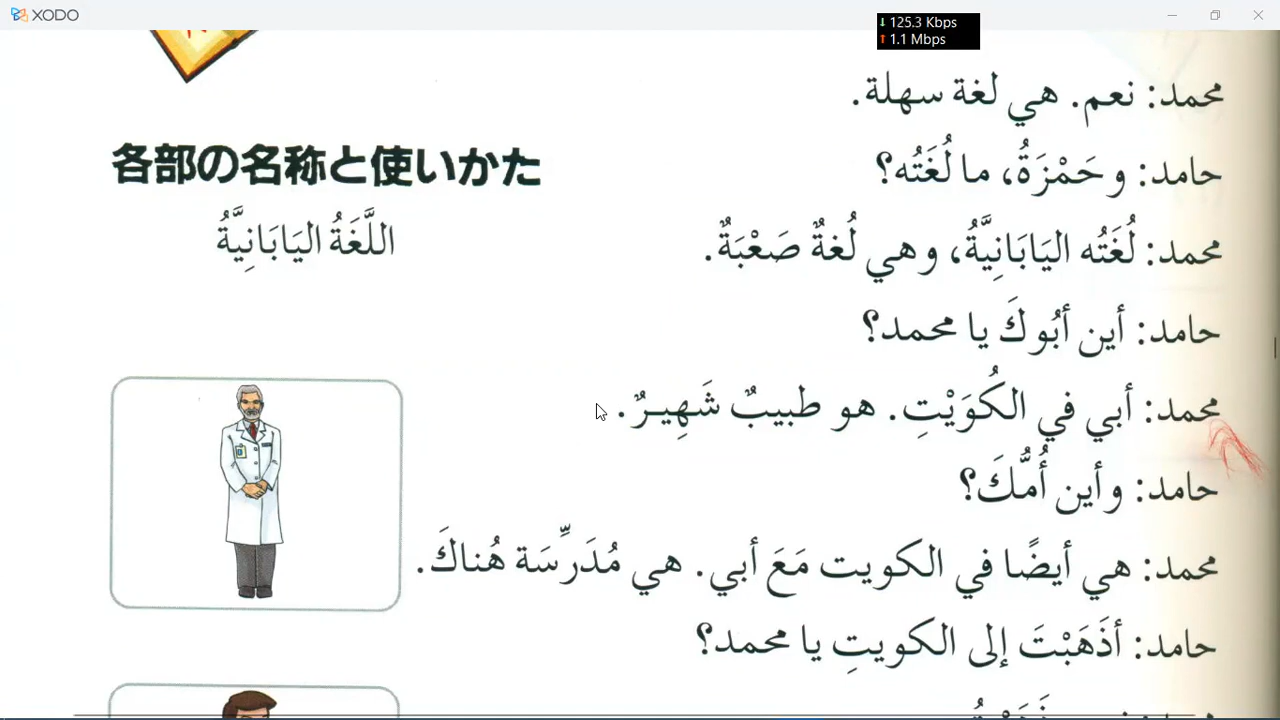 XODO
↓ 125.3 Kbps
↑ 1.1 Mbps
محمد: نعم. هي لغة سهلة.
حامد: و حَمْزَةُ، ما لُغَتُه؟
محمد: لُغَتُه اليَابَانِيَّةُ، وهي لُغةٌ صَعْبَةٌ.
حامد: أين أبُوكَ يا محمد؟
محمد: أبي في الكُوَيْتِ. هو طبيبٌ شَهِيرٌ.
حامد: وأين أُمُّكَ؟
محمد: هي أيضًا في الكويت مَعَ أبي. هي مُدَرِّسَة هُناكَ.
حامد: أذَهَبْتَ إلى الكويتِ يا محمد؟
各部の名称と使いかた
اللَّغَةُ اليَابَانِيَّةُ